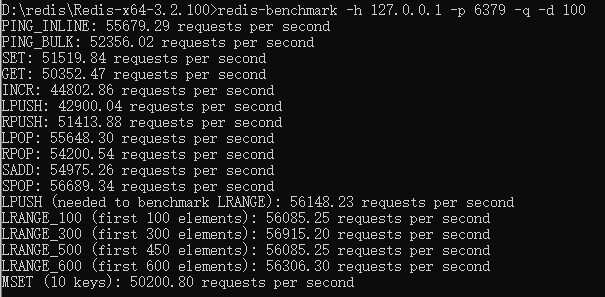 D:\redis\Redis-x64-3.2.100>redis-benchmark -h 127.0.0.1 -p 6379 -q -d 100
PING_INLINE: 55679.29 requests per second
PING_BULK: 52356.02 requests per second
SET: 51519.84 requests per second
GET: 50352.47 requests per second
INCR: 44802.86 requests per second
LPUSH: 42900.04 requests per second
RPUSH: 51413.88 requests per second
LPOP: 55648.30 requests per second
RPOP: 54200.54 requests per second
SADD: 54975.26 requests per second
SPOP: 56689.34 requests per second
LPUSH (needed to benchmark LRANGE): 56148.23 requests per second
LRANGE_100 (first 100 elements): 56085.25 requests per second
LRANGE_300 (first 300 elements): 56915.20 requests per second
LRANGE_500 (first 450 elements): 56085.25 requests per second
LRANGE_600 (first 600 elements): 56306.30 requests per second
MSET (10 keys): 50200.80 requests per second